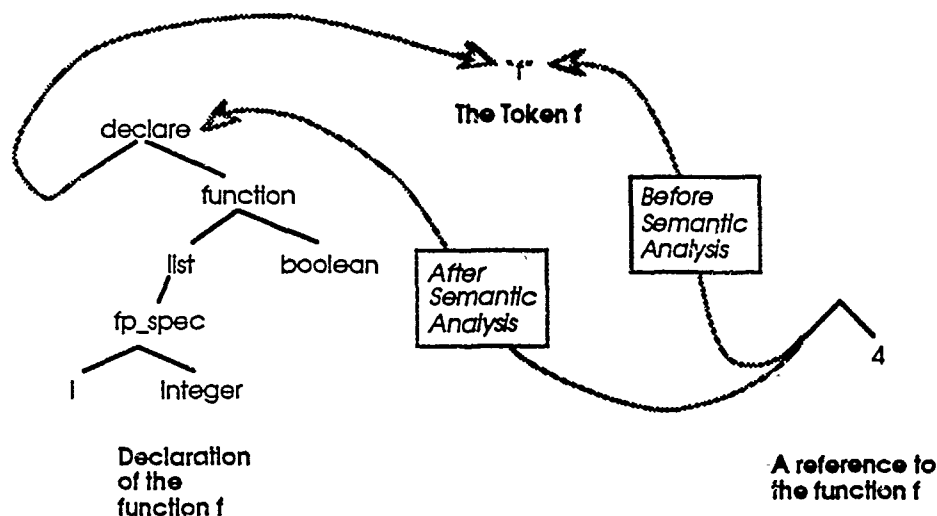 "f"
The Token f
declare
function
list
boolean
fp_spec
I
integer
Declaration
of the
function f
After
Semantic
Analysis
Before
Semantic
Analysis
4
A reference to
the function f